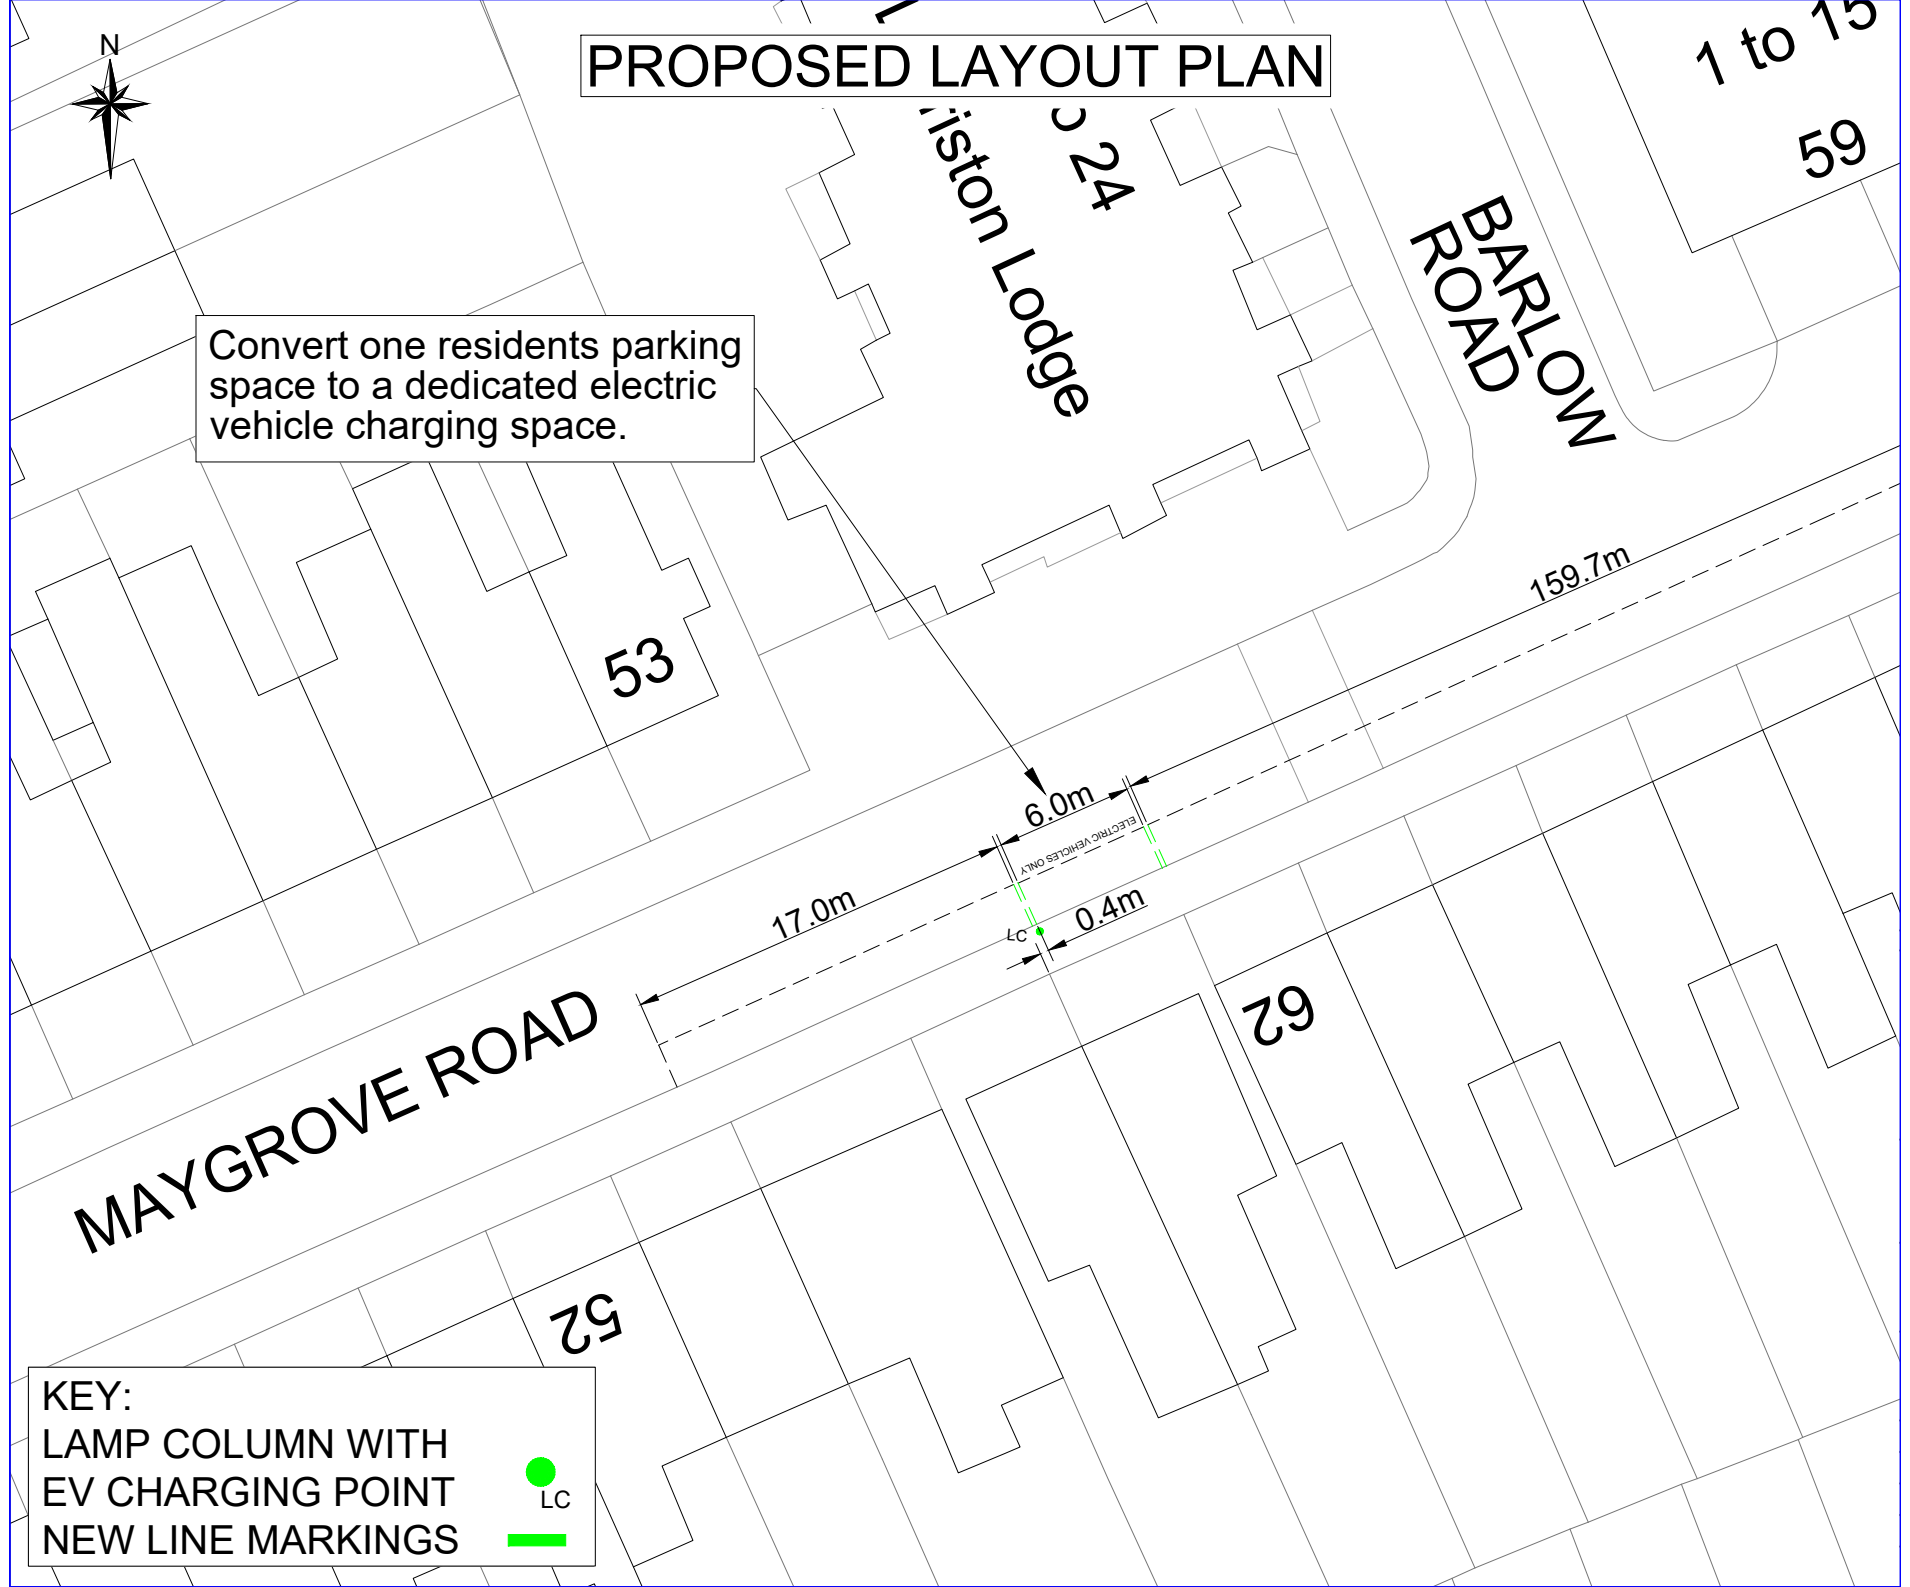 N
PROPOSED LAYOUT PLAN
1 to 15
59
24
Lodge
BARLOW
ROAD
Convert one residents parking
space to a dedicated electric
vehicle charging space.
53
159.7m
6.0m
ELECTRIC VEHICLES ONLY
17.0m
0.4m
LC
62
MAYGROVE ROAD
52
KEY:
LAMP COLUMN WITH
EV CHARGING POINT
LC
NEW LINE MARKINGS